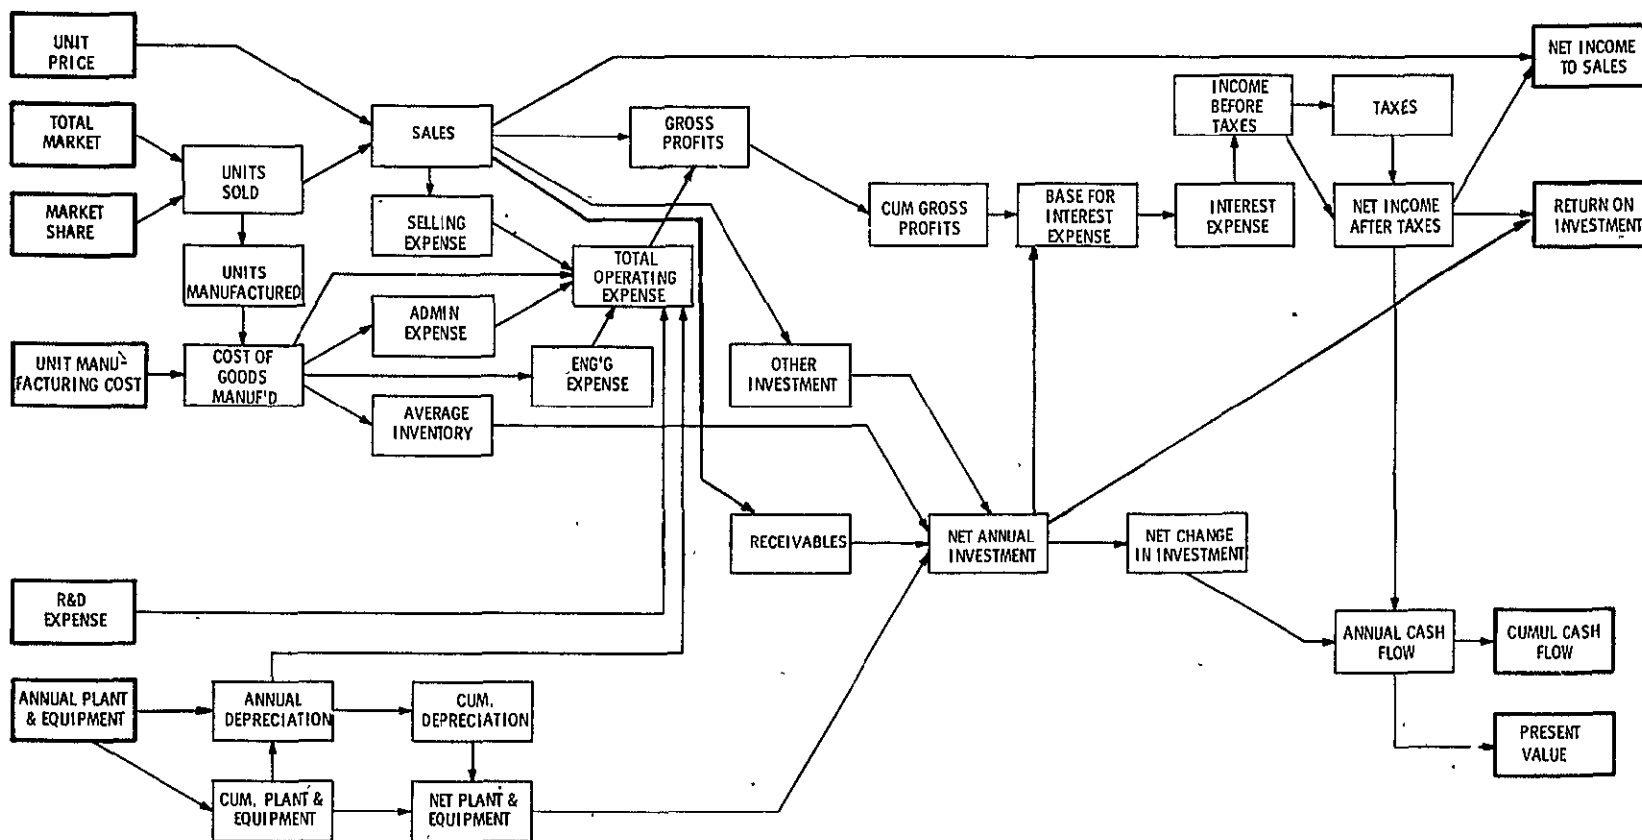 UNIT
PRICE
TOTAL
MARKET
MARKET
SHARE
UNITS
SOLD
UNITS
MANUFACTURED
UNIT MANU-
FACTURING COST
COST OF
GOODS
MANUF'D
SALES
SELLING
EXPENSE
ADMIN
EXPENSE
AVERAGE
INVENTORY
ENG'G
EXPENSE
TOTAL
OPERATING
EXPENSE
GROSS
PROFITS
OTHER
INVESTMENT
RECEIVABLES
CUM GROSS
PROFITS
BASE FOR
INTEREST
EXPENSE
INTEREST
EXPENSE
INCOME
BEFORE
TAXES
TAXES
NET INCOME
AFTER TAXES
NET INCOME
TO SALES
RETURN ON
INVESTMENT
NET ANNUAL
INVESTMENT
NET CHANGE
IN INVESTMENT
R&D
EXPENSE
ANNUAL PLANT
& EQUIPMENT
ANNUAL
DEPRECIATION
CUM.
DEPRECIATION
CUM. PLANT &
EQUIPMENT
NET PLANT &
EQUIPMENT
ANNUAL CASH
FLOW
CUMUL CASH
FLOW
PRESENT
VALUE